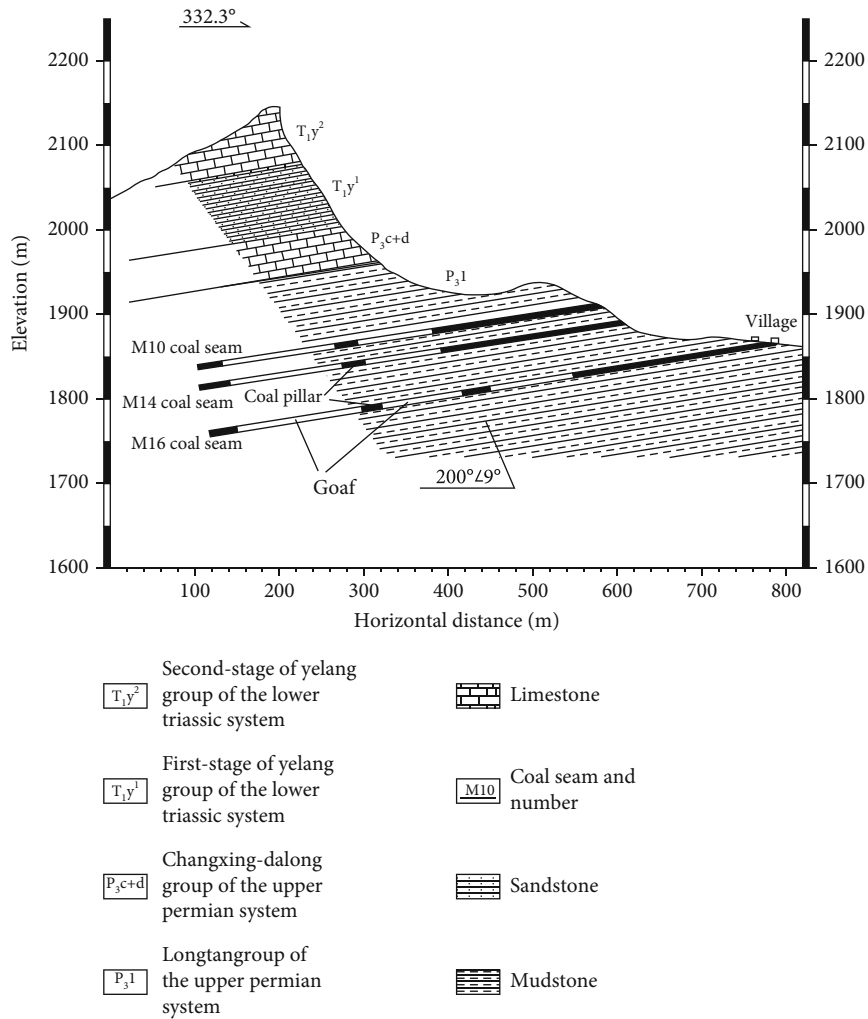 332.3°
2200
2200
T₁y²
2100
2100
T₁y¹
2000
2000
P₃c+d
P₃1
Elevation (m)
1900
1900
Village
M10 coal seam
M14 coal seam
Coal pillar
1800
1800
M16 coal seam
Goaf
200°∠9°
1700
1700
1600
1600
100
200
300
400
500
600
700
800
Horizontal distance (m)
T₁y²
Second-stage of yelang
group of the lower
triassic system
Limestone
T₁y¹
First-stage of yelang
group of the lower
triassic system
M10
Coal seam and
number
P₃c+d
Changxing-dalong
group of the upper
permian system
Sandstone
P₃1
Longtangroup of
the upper permian
system
Mudstone